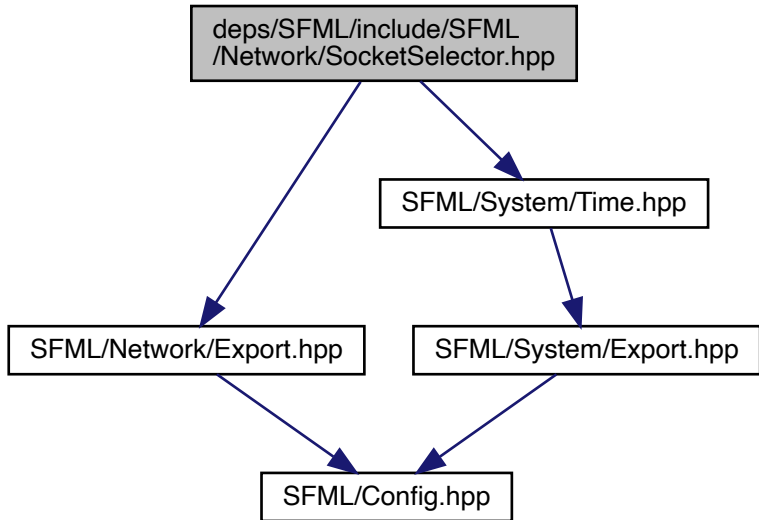 deps/SFML/include/SFML
/Network/SocketSelector.hpp
SFML/System/Time.hpp
SFML/Network/Export.hpp
SFML/System/Export.hpp
SFML/Config.hpp